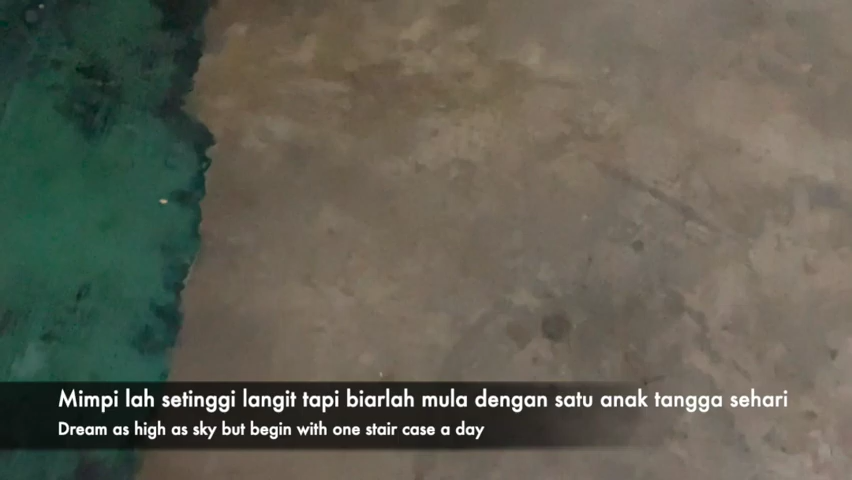 Mimpi lah setinggi langit tapi biarlah mula dengan satu anak tangga sehari
Dream as high as sky but begin with one stair case a day